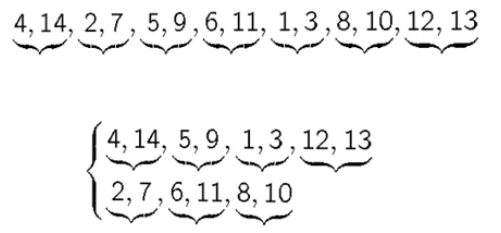 4, 14, 2, 7, 5, 9, 6, 11, 1, 3, 8, 10, 12, 13
4, 14, 5, 9, 1, 3, 12, 13
2, 7, 6, 11, 8, 10